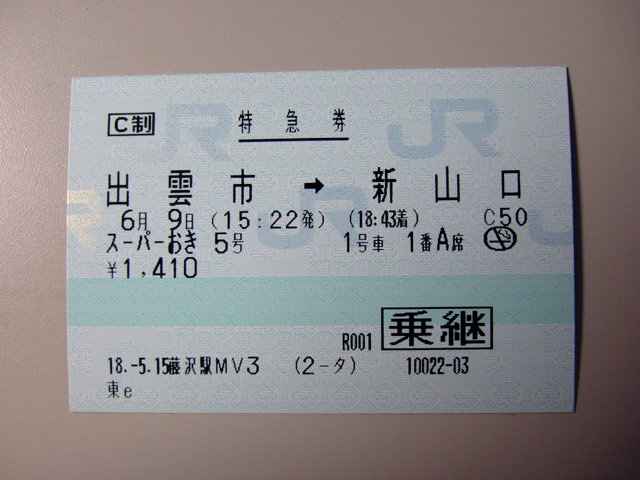 C制 特急券
出雲市 → 新山口
6月 9日 (15:22発) (18:43着) C50
スーパーおき 5号 1号車 1番A席
¥1,410
R001 乗継
18.-5.15藤沢駅MV3 (2-タ) 10022-03
東e